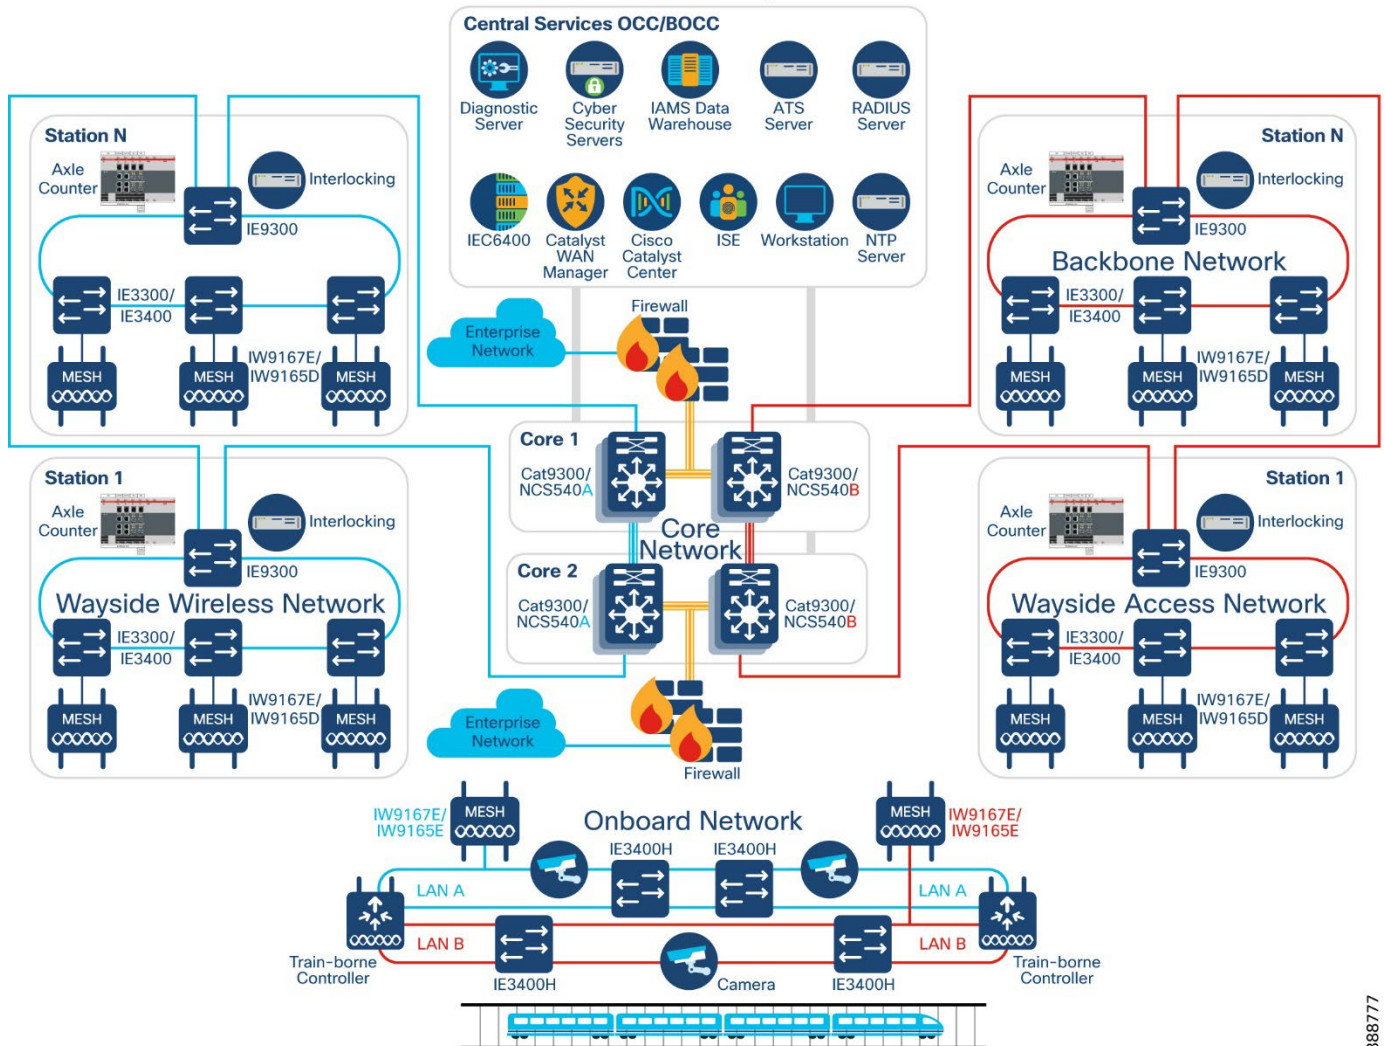 Central Services OCC/BOCC
Diagnostic
Server
Cyber
Security
Servers
IAMS Data
Warehouse
ATS
Server
RADIUS
Server
IEC6400
Catalyst
WAN
Manager
Cisco
Catalyst
Center
ISE
Workstation
NTP
Server
Station N
Axle
Counter
Interlocking
IE9300
IE3300/
IE3400
IW9167E/
IW9165D
MESH
MESH
MESH
Station N
Axle
Counter
Interlocking
IE9300
Backbone Network
IE3300/
IE3400
IW9167E/
IW9165D
MESH
MESH
MESH
Firewall
Enterprise
Network
Core 1
Cat9300/
NCS540A
Cat9300/
NCS540B
Core
Network
Core 2
Cat9300/
NCS540A
Cat9300/
NCS540B
Station 1
Axle
Counter
Interlocking
IE9300
Wayside Wireless Network
IE3300/
IE3400
IW9167E/
IW9165D
MESH
MESH
MESH
Station 1
Axle
Counter
Interlocking
IE9300
Wayside Access Network
IE3300/
IE3400
IW9167E/
IW9165D
MESH
MESH
MESH
Enterprise
Network
Firewall
IW9167E/
IW9165E
MESH
Onboard Network
MESH
IW9167E/
IW9165E
IE3400H
IE3400H
LAN A
LAN A
LAN B
LAN B
Train-borne
Controller
IE3400H
Camera
IE3400H
Train-borne
Controller
388777